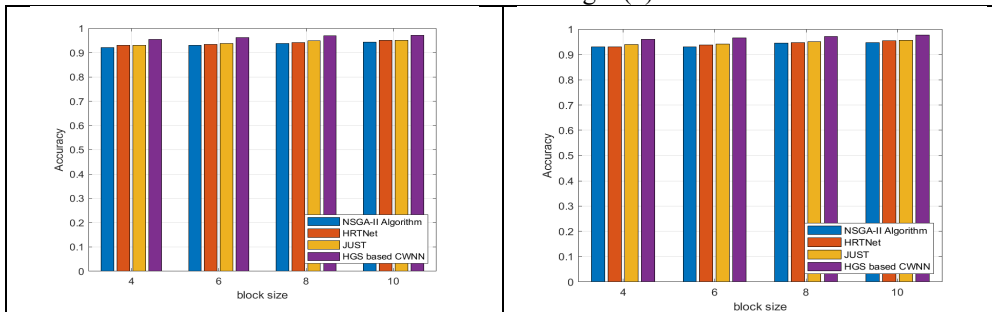 1
0.9
0.8
0.7
0.6
0.5
0.4
0.3
0.2
0.1
0
Accuracy
4 6 8 10
block size
NSGA-II Algorithm
HRTNet
JUST
HGS based CWNN
1
0.9
0.8
0.7
0.6
0.5
0.4
0.3
0.2
0.1
0
Accuracy
4 6 8 10
block size
NSGA-II Algorithm
HRTNet
JUST
HGS based CWNN